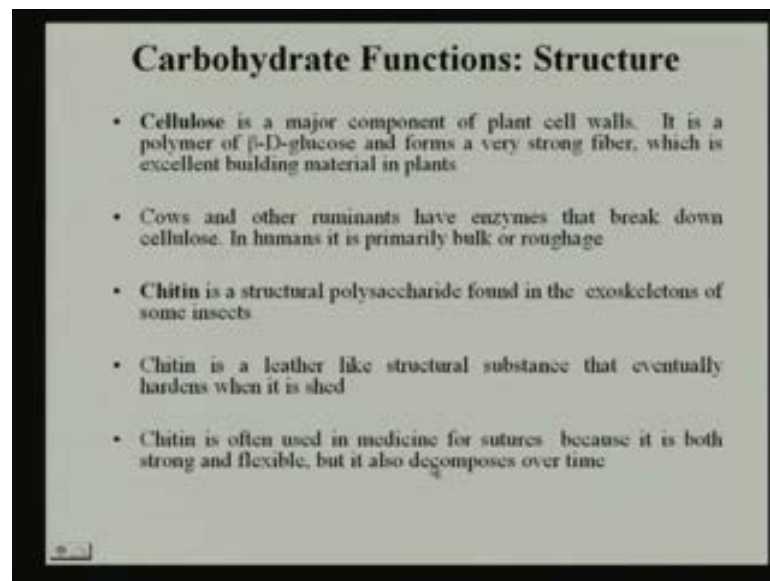 Carbohydrate Functions: Structure
• Cellulose is a major component of plant cell walls. It is a
polymer of β-D-glucose and forms a very strong fiber, which is
excellent building material in plants
• Cows and other ruminants have enzymes that break down
cellulose. In humans it is primarily bulk or roughage
• Chitin is a structural polysaccharide found in the exoskeletons of
some insects
• Chitin is a leather like structural substance that eventually
hardens when it is shed
• Chitin is often used in medicine for sutures because it is both
strong and flexible, but it also decomposes over time